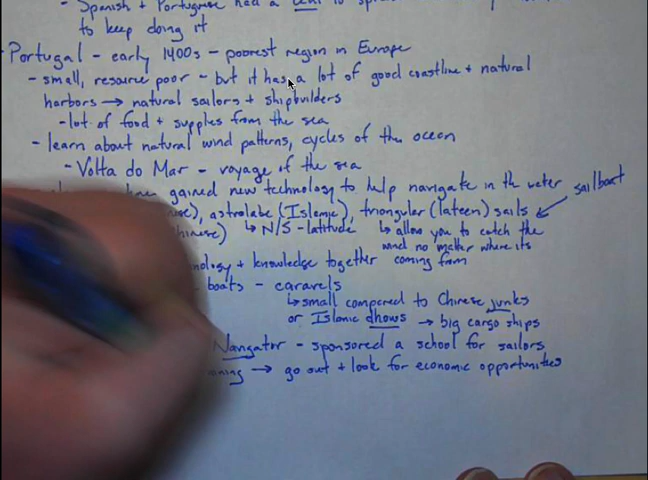 - Spanish + Portuguese had a
to keep doing it
- Portugal - early 1400s - poorest region in Europe
- small, resource poor - but it has a lot of good coastline + natural
harbors → natural sailors + shipbuilders
- lot of food + supplies from the sea
- learn about natural wind patterns, cycles of the ocean
- Volta do Mar - voyage of the sea
gained new technology to help navigate in the water
sailboat
), astrolabe (Islamic), triangular (lateen) sails
↳ N/S - latitude ↳ allow you to catch the
wind no matter where its
+ knowledge together coming from
boats - caravels
↳ small compared to Chinese junks
or Islamic dhows → big cargo ships
Navigator - sponsored a school for sailors
→ go out + look for economic opportunities